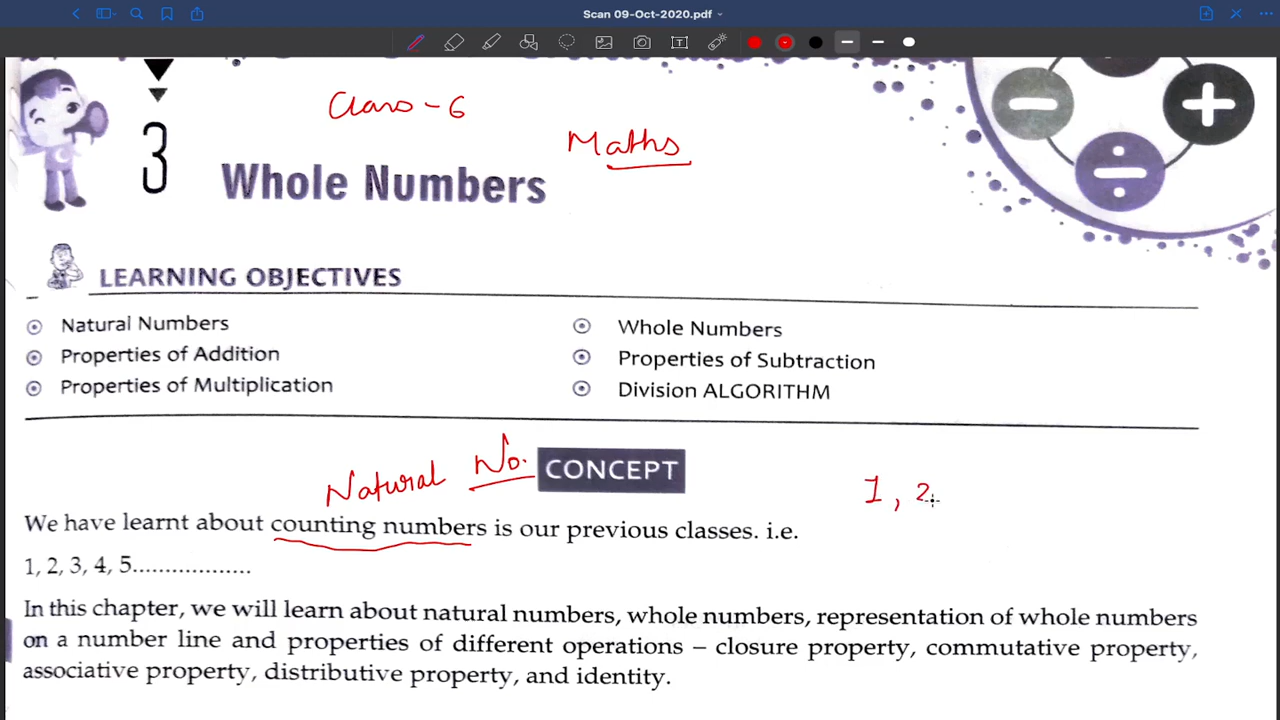 Scan 09-Oct-2020.pdf
Class - 6
Maths
3
Whole Numbers
LEARNING OBJECTIVES
Natural Numbers
Whole Numbers
Properties of Addition
Properties of Subtraction
Properties of Multiplication
Division ALGORITHM
Natural No.
CONCEPT
1, 2
We have learnt about counting numbers is our previous classes. i.e.
1, 2, 3, 4, 5..................
In this chapter, we will learn about natural numbers, whole numbers, representation of whole numbers
on a number line and properties of different operations – closure property, commutative property,
associative property, distributive property, and identity.